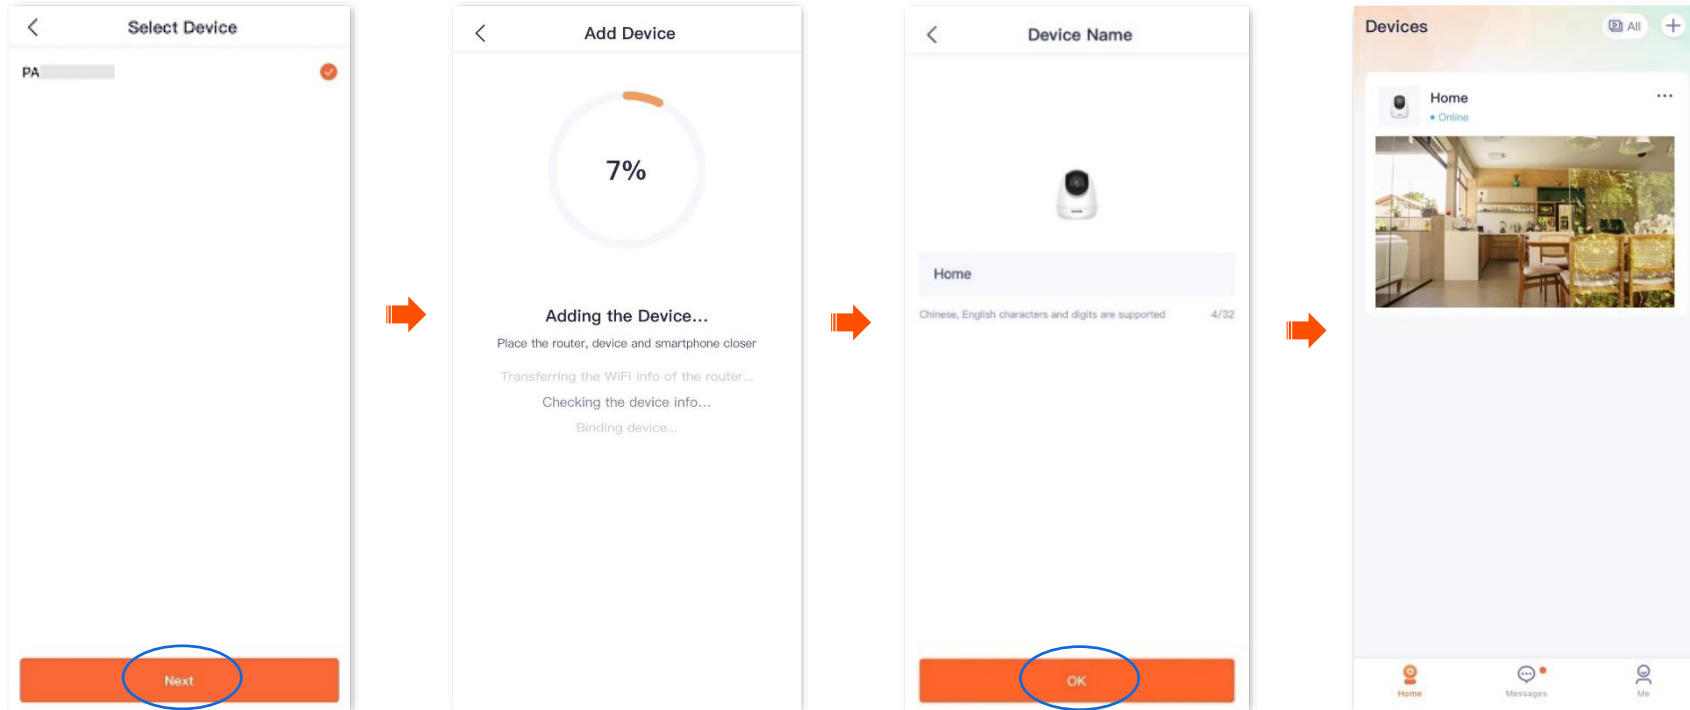 Select Device
PA
Next
Add Device
7%
Adding the Device...
Place the router, device and smartphone closer
Transferring the WiFi info of the router...
Checking the device info...
Binding device...
Device Name
Home
Chinese, English characters and digits are supported 4/32
OK
Devices
All
Home
Online
Home Messages Me